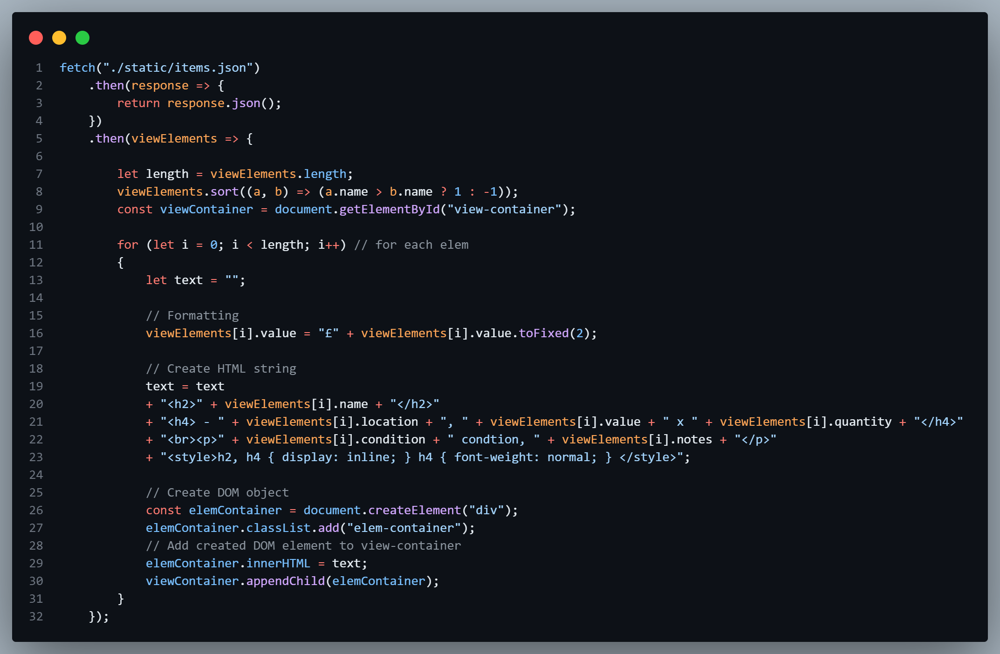 1 fetch("./static/items.json")
2     .then(response => {
3         return response.json();
4     })
5     .then(viewElements => {
6
7         let length = viewElements.length;
8         viewElements.sort((a, b) => (a.name > b.name ? 1 : -1));
9         const viewContainer = document.getElementById("view-container");
10
11         for (let i = 0; i < length; i++) // for each elem
12         {
13             let text = "";
14
15             // Formatting
16             viewElements[i].value = "£" + viewElements[i].value.toFixed(2);
17
18             // Create HTML string
19             text = text
20             + "<h2>" + viewElements[i].name + "</h2>"
21             + "<h4> - " + viewElements[i].location + ", " + viewElements[i].value + " x " + viewElements[i].quantity + "</h4>"
22             + "<br><p>" + viewElements[i].condition + " condtion, " + viewElements[i].notes + "</p>"
23             + "<style>h2, h4 { display: inline; } h4 { font-weight: normal; } </style>";
24
25             // Create DOM object
26             const elemContainer = document.createElement("div");
27             elemContainer.classList.add("elem-container");
28             // Add created DOM element to view-container
29             elemContainer.innerHTML = text;
30             viewContainer.appendChild(elemContainer);
31         }
32     });